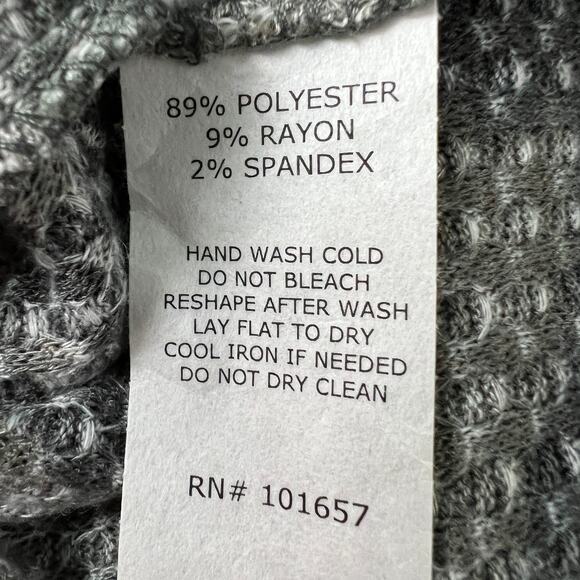 89% POLYESTER
9% RAYON
2% SPANDEX
HAND WASH COLD
DO NOT BLEACH
RESHAPE AFTER WASH
LAY FLAT TO DRY
COOL IRON IF NEEDED
DO NOT DRY CLEAN
RN# 101657